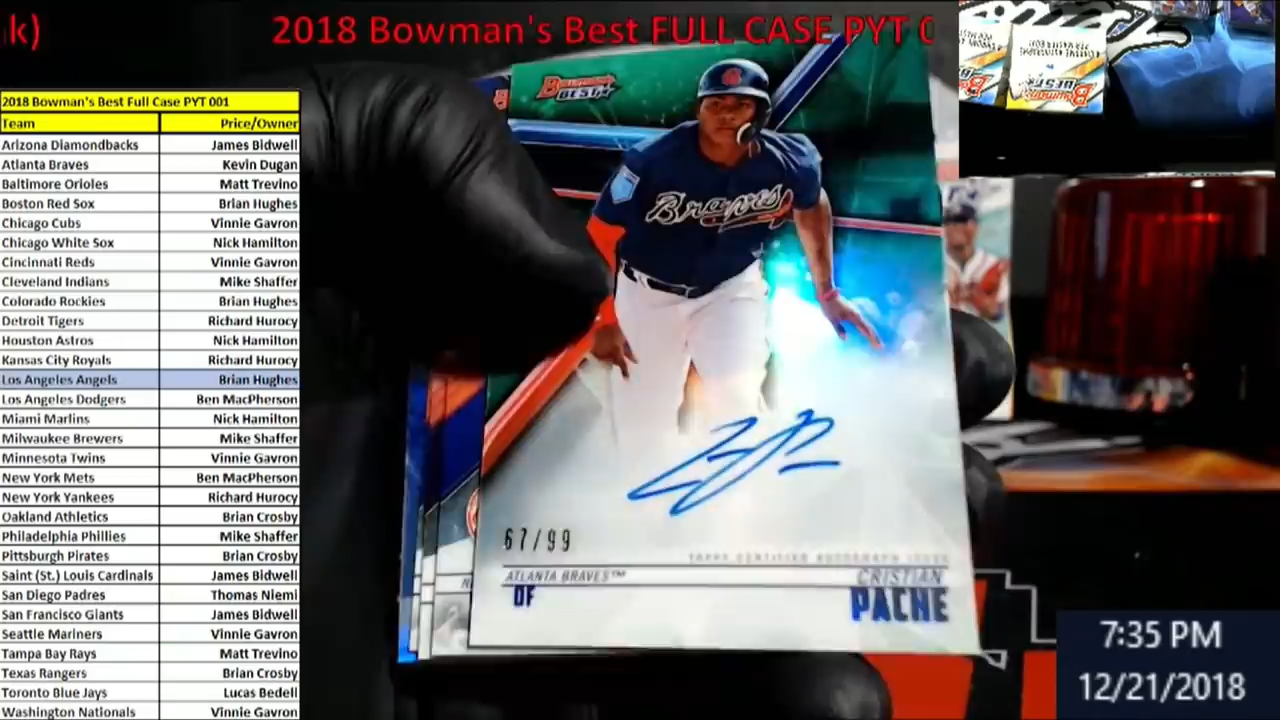 k)
2018 Bowman's Best FULL CASE PYT 0
2018 Bowman's Best Full Case PYT 001
Team Price/Owner
Arizona Diamondbacks James Bidwell
Atlanta Braves Kevin Dugan
Baltimore Orioles Matt Trevino
Boston Red Sox Brian Hughes
Chicago Cubs Vinnie Gavron
Chicago White Sox Nick Hamilton
Cincinnati Reds Vinnie Gavron
Cleveland Indians Mike Shaffer
Colorado Rockies Brian Hughes
Detroit Tigers Richard Hurocy
Houston Astros Nick Hamilton
Kansas City Royals Richard Hurocy
Los Angeles Angels Brian Hughes
Los Angeles Dodgers Ben MacPherson
Miami Marlins Nick Hamilton
Milwaukee Brewers Mike Shaffer
Minnesota Twins Vinnie Gavron
New York Mets Ben MacPherson
New York Yankees Richard Hurocy
Oakland Athletics Brian Crosby
Philadelphia Phillies Mike Shaffer
Pittsburgh Pirates Brian Crosby
Saint (St.) Louis Cardinals James Bidwell
San Diego Padres Thomas Niemi
San Francisco Giants James Bidwell
Seattle Mariners Vinnie Gavron
Tampa Bay Rays Matt Trevino
Texas Rangers Brian Crosby
Toronto Blue Jays Lucas Bedell
Washington Nationals Vinnie Gavron
BOWMAN'S
BEST
Braves
67/99
TOPPS CERTIFIED AUTOGRAPH ISSUE
ATLANTA BRAVES™
OF
CRISTIAN
PACHE
BOWMAN'S
BEST
7:35 PM
12/21/2018